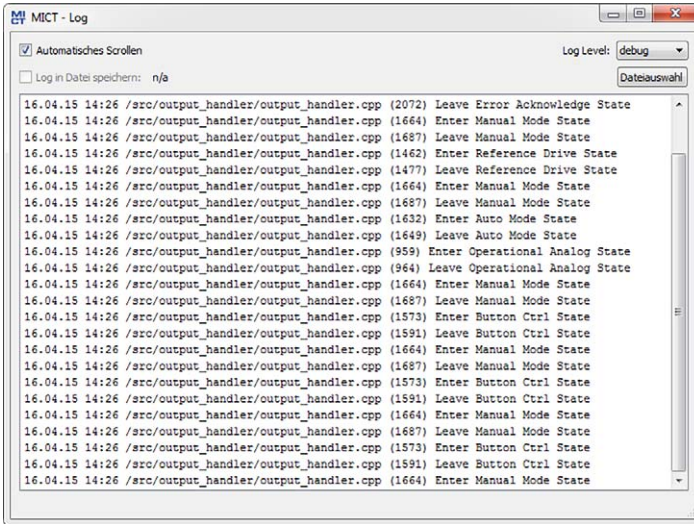 MICT MICT - Log
Automatisches Scrollen
Log Level: debug
Log in Datei speichern: n/a
Dateiauswahl
16.04.15 14:26 /src/output_handler/output_handler.cpp (2072) Leave Error Acknowledge State
16.04.15 14:26 /src/output_handler/output_handler.cpp (1664) Enter Manual Mode State
16.04.15 14:26 /src/output_handler/output_handler.cpp (1687) Leave Manual Mode State
16.04.15 14:26 /src/output_handler/output_handler.cpp (1462) Enter Reference Drive State
16.04.15 14:26 /src/output_handler/output_handler.cpp (1477) Leave Reference Drive State
16.04.15 14:26 /src/output_handler/output_handler.cpp (1664) Enter Manual Mode State
16.04.15 14:26 /src/output_handler/output_handler.cpp (1687) Leave Manual Mode State
16.04.15 14:26 /src/output_handler/output_handler.cpp (1632) Enter Auto Mode State
16.04.15 14:26 /src/output_handler/output_handler.cpp (1649) Leave Auto Mode State
16.04.15 14:26 /src/output_handler/output_handler.cpp (959) Enter Operational Analog State
16.04.15 14:26 /src/output_handler/output_handler.cpp (964) Leave Operational Analog State
16.04.15 14:26 /src/output_handler/output_handler.cpp (1664) Enter Manual Mode State
16.04.15 14:26 /src/output_handler/output_handler.cpp (1687) Leave Manual Mode State
16.04.15 14:26 /src/output_handler/output_handler.cpp (1573) Enter Button Ctrl State
16.04.15 14:26 /src/output_handler/output_handler.cpp (1591) Leave Button Ctrl State
16.04.15 14:26 /src/output_handler/output_handler.cpp (1664) Enter Manual Mode State
16.04.15 14:26 /src/output_handler/output_handler.cpp (1687) Leave Manual Mode State
16.04.15 14:26 /src/output_handler/output_handler.cpp (1573) Enter Button Ctrl State
16.04.15 14:26 /src/output_handler/output_handler.cpp (1591) Leave Button Ctrl State
16.04.15 14:26 /src/output_handler/output_handler.cpp (1664) Enter Manual Mode State
16.04.15 14:26 /src/output_handler/output_handler.cpp (1687) Leave Manual Mode State
16.04.15 14:26 /src/output_handler/output_handler.cpp (1573) Enter Button Ctrl State
16.04.15 14:26 /src/output_handler/output_handler.cpp (1591) Leave Button Ctrl State
16.04.15 14:26 /src/output_handler/output_handler.cpp (1664) Enter Manual Mode State